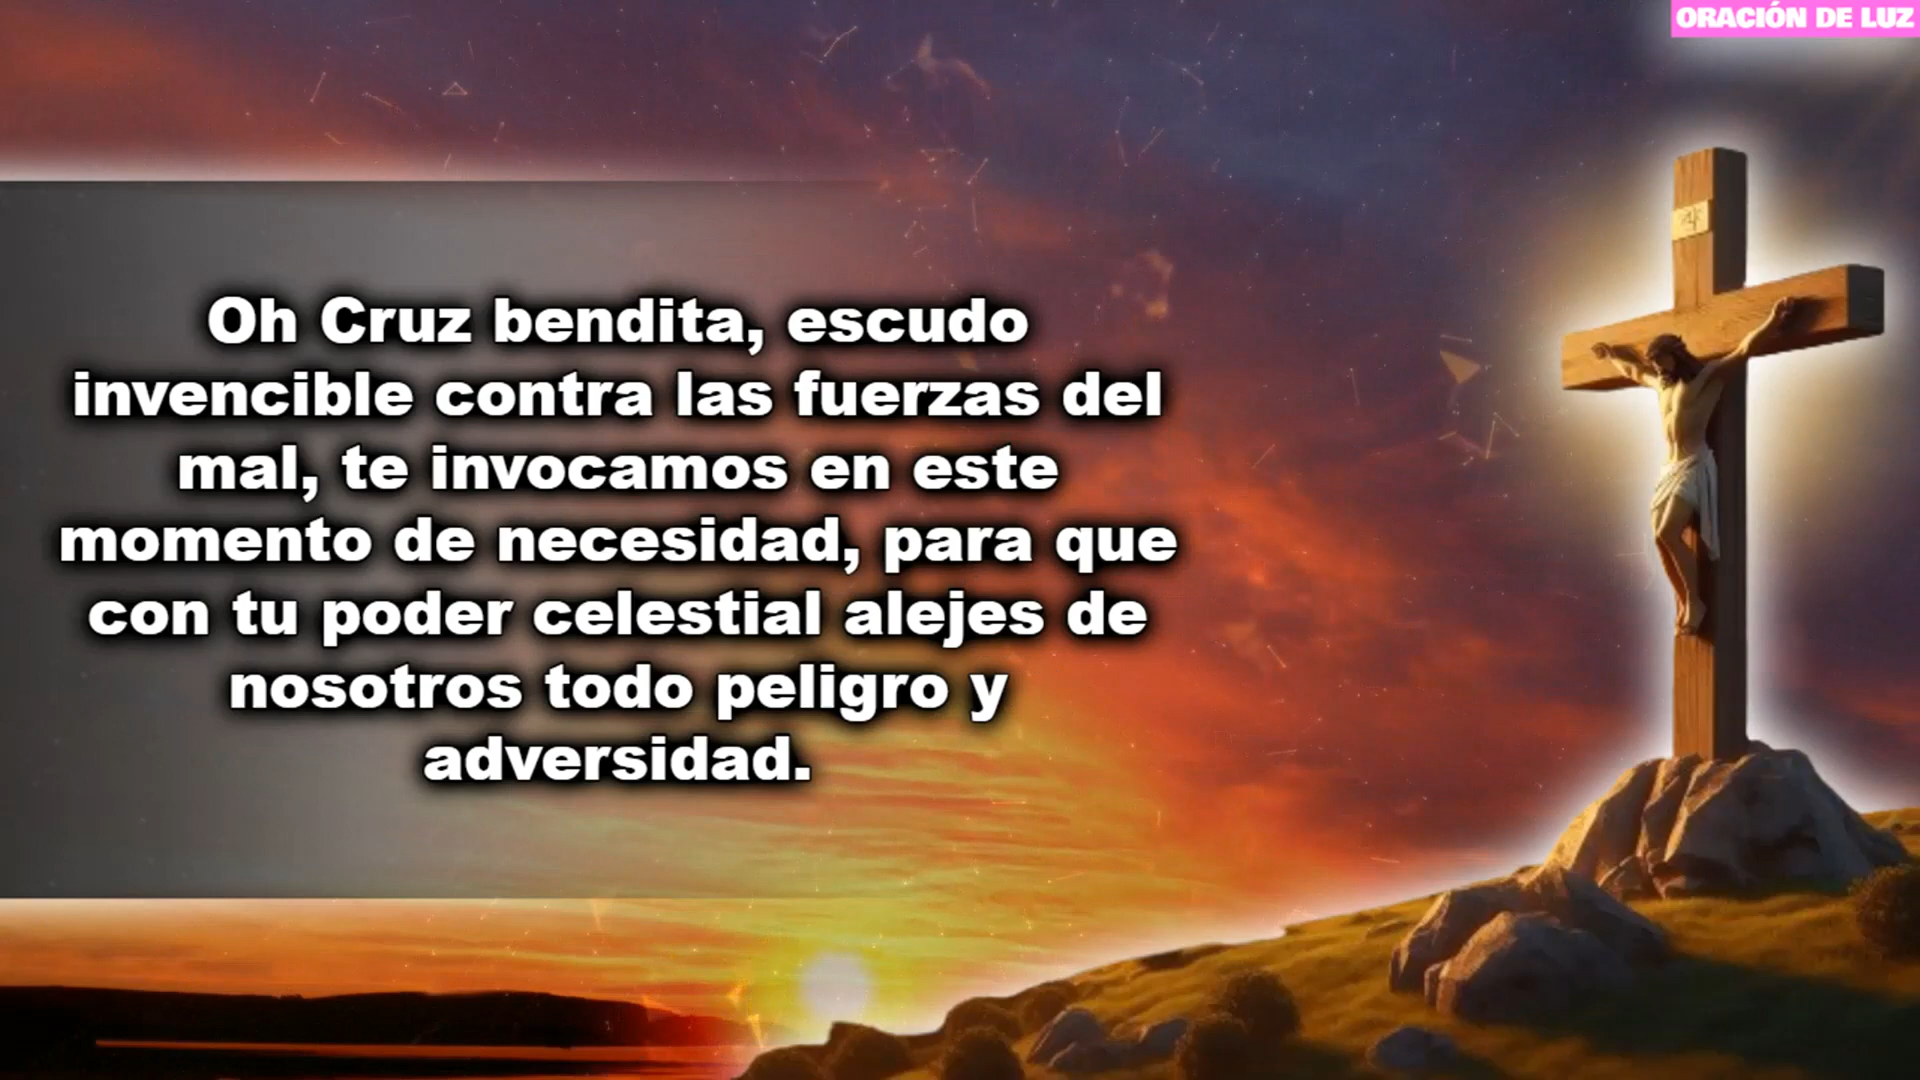 ORACIÓN DE LUZ
Oh Cruz bendita, escudo
invencible contra las fuerzas del
mal, te invocamos en este
momento de necesidad, para que
con tu poder celestial alejes de
nosotros todo peligro y
adversidad.